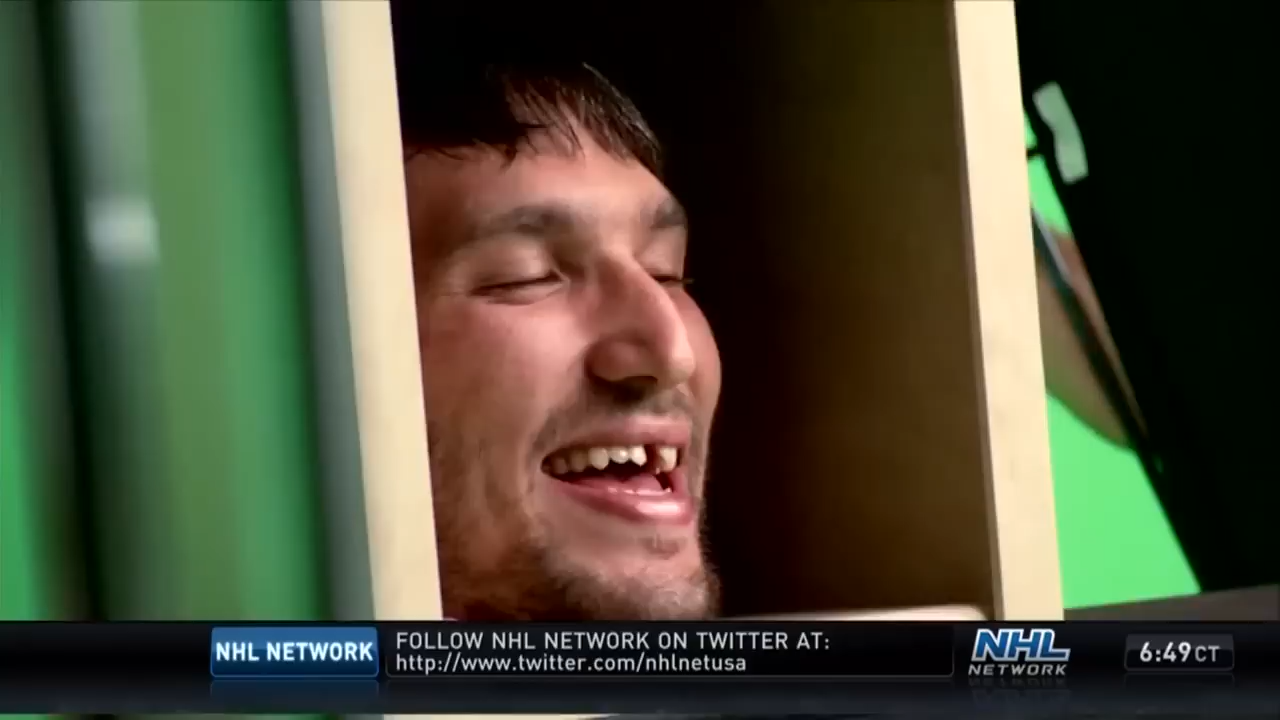 NHL NETWORK
FOLLOW NHL NETWORK ON TWITTER AT:
http://www.twitter.com/nhlnetusa
NHL
NETWORK
6:49 CT